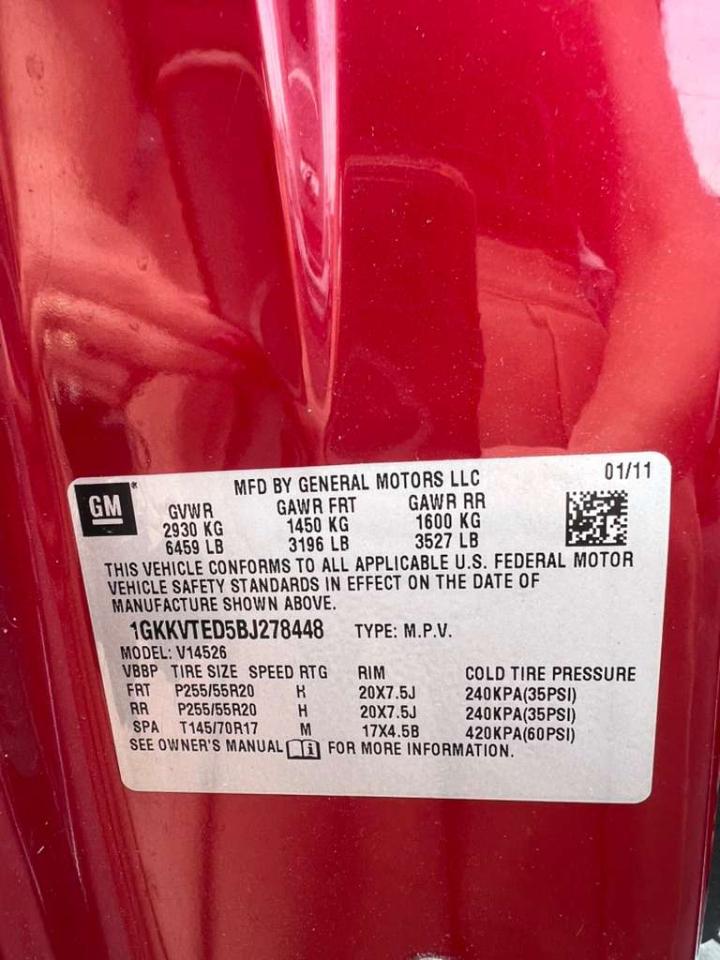 GM
MFD BY GENERAL MOTORS LLC 01/11
GVWR GAWR FRT GAWR RR
2930 KG 1450 KG 1600 KG
6459 LB 3196 LB 3527 LB
THIS VEHICLE CONFORMS TO ALL APPLICABLE U.S. FEDERAL MOTOR
VEHICLE SAFETY STANDARDS IN EFFECT ON THE DATE OF
MANUFACTURE SHOWN ABOVE.
1GKKVTED5BJ278448 TYPE: M.P.V.
MODEL: V14526
VBBP TIRE SIZE SPEED RTG RIM COLD TIRE PRESSURE
FRT P255/55R20 H 20X7.5J 240KPA(35PSI)
RR P255/55R20 H 20X7.5J 240KPA(35PSI)
SPA T145/70R17 M 17X4.5B 420KPA(60PSI)
SEE OWNER'S MANUAL FOR MORE INFORMATION.